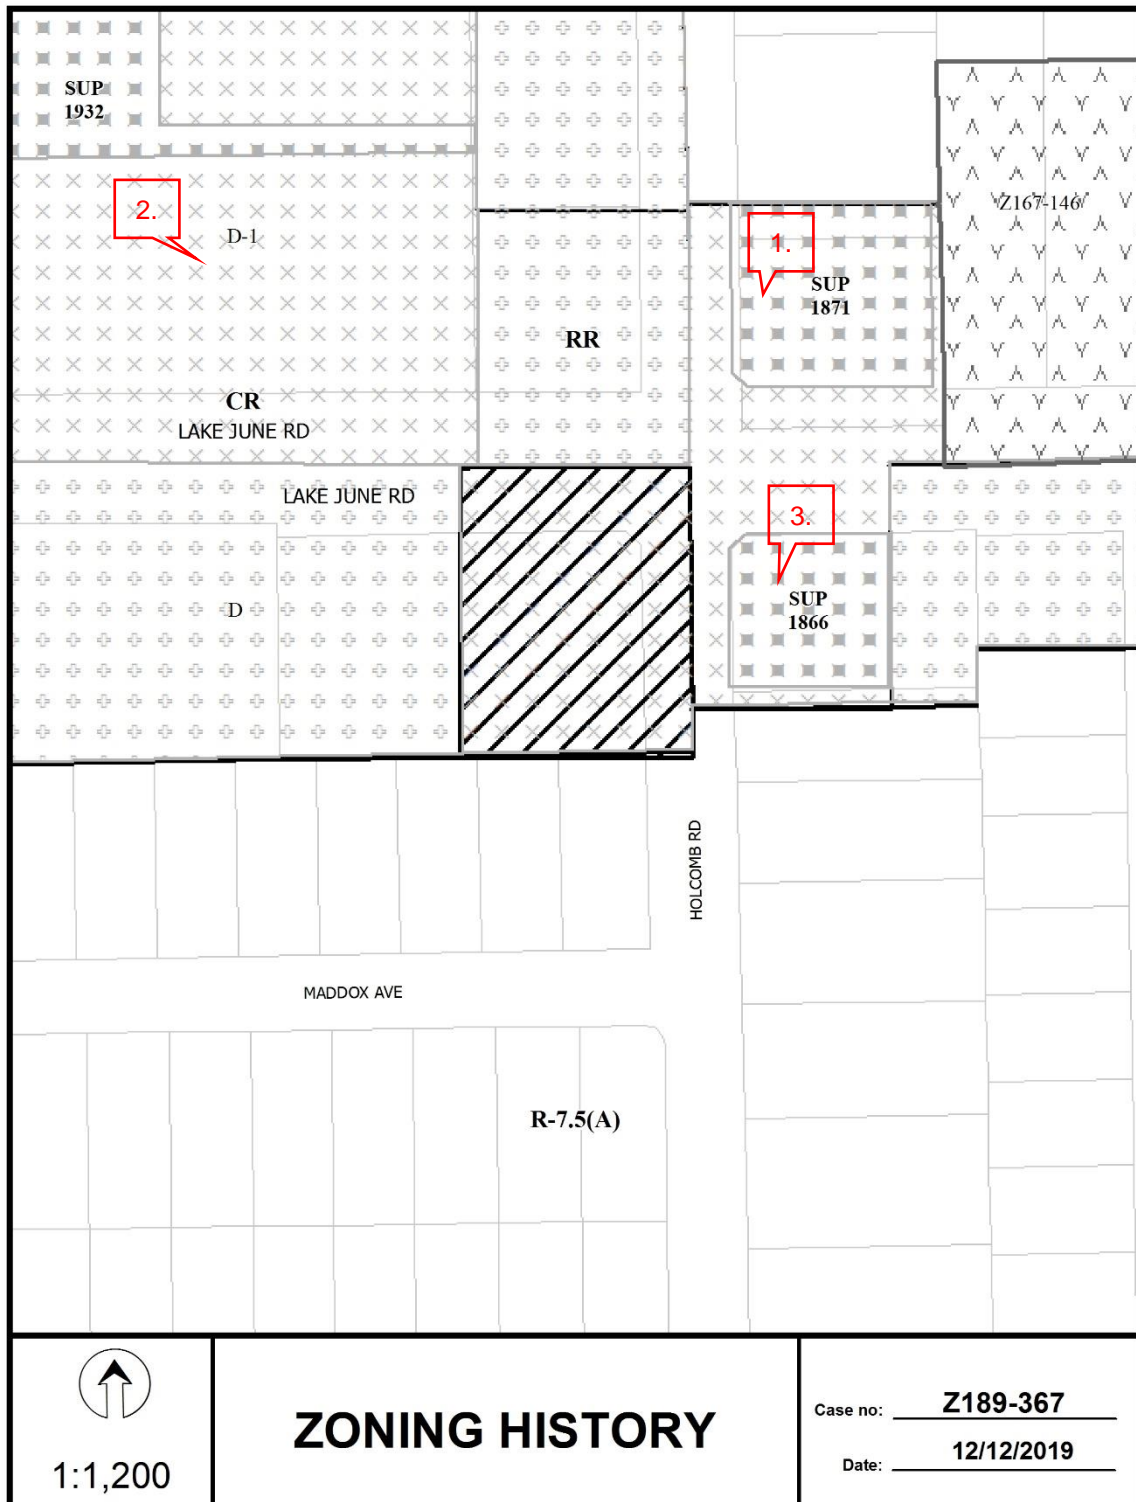 SUP
1932
2.
D-1
Z167-146
1.
SUP
1871
RR
CR
LAKE JUNE RD
LAKE JUNE RD
3.
D
SUP
1866
HOLCOMB RD
MADDOX AVE
R-7.5(A)
1:1,200
ZONING HISTORY
Case no: Z189-367
Date: 12/12/2019